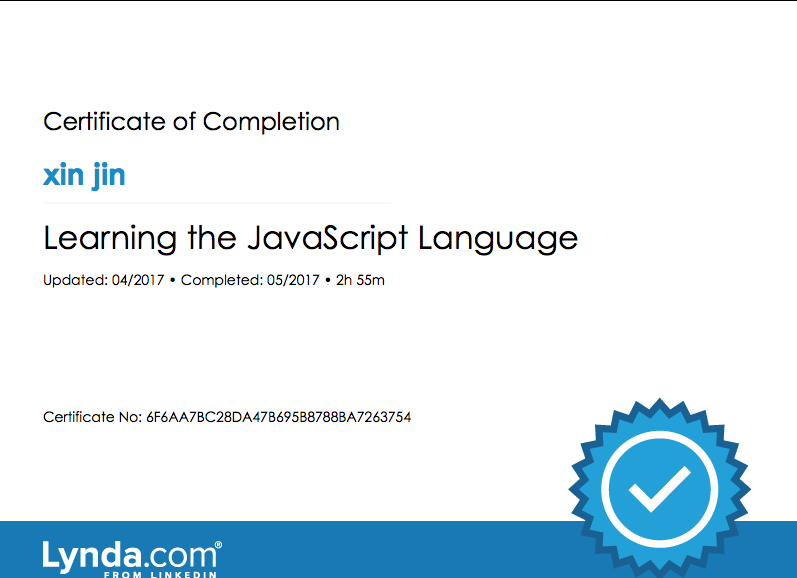 Certificate of Completion
xin jin
Learning the JavaScript Language
Updated: 04/2017 • Completed: 05/2017 • 2h 55m
Certificate No: 6F6AA7BC28DA47B695B8788BA7263754
Lynda.com®
FROM LINKEDIN